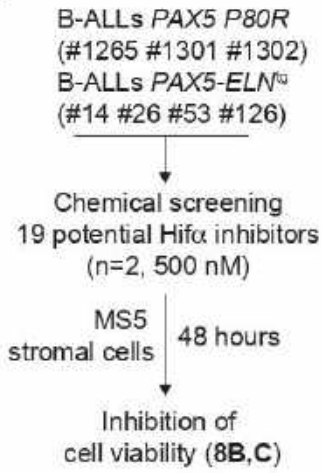 B-ALLs PAX5 P80R
(#1265 #1301 #1302)
B-ALLs PAX5-ELNtg
(#14 #26 #53 #126)
Chemical screening
19 potential Hifα inhibitors
(n=2, 500 nM)
MS5
stromal cells
48 hours
Inhibition of
cell viability (8B,C)